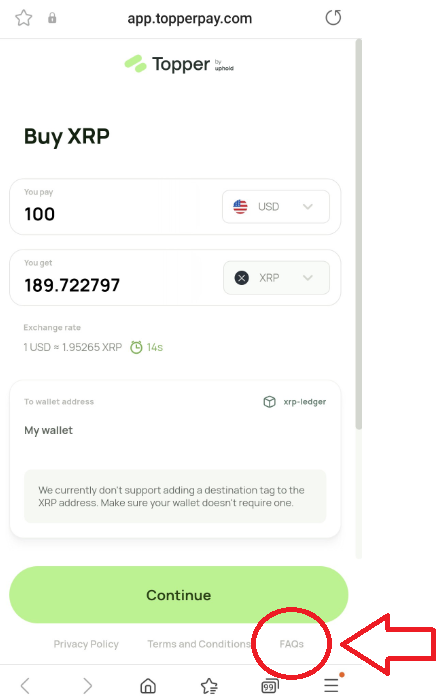 app.topperpay.com
Topper by uphold
Buy XRP
You pay
100
USD
You get
189.722797
XRP
Exchange rate
1 USD ≈ 1.95265 XRP 14s
To wallet address
xrp-ledger
My wallet
We currently don't support adding a destination tag to the
XRP address. Make sure your wallet doesn't require one.
Continue
Privacy Policy Terms and Conditions FAQs
99